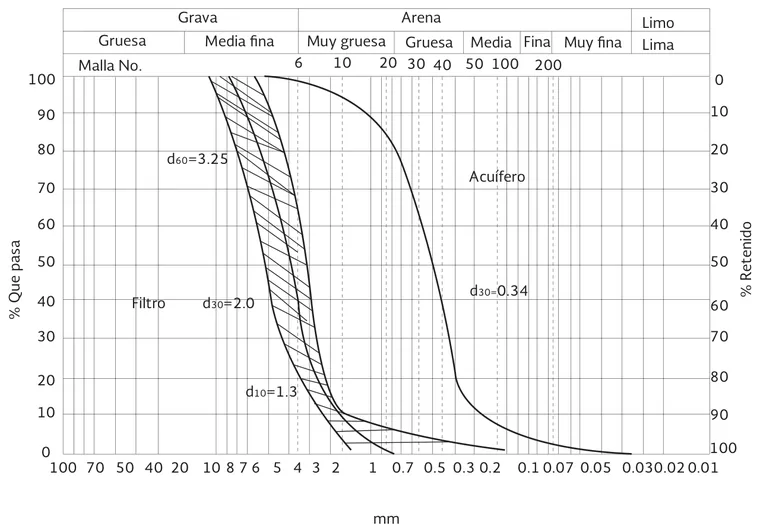 Grava Arena Limo
Gruesa Media fina Muy gruesa Gruesa Media Fina Muy fina Lima
Malla No. 6 10 20 30 40 50 100 200
100 0
90 10
80 20
d60=3.25
Acuífero
70 30
60 40
50 50
% Que pasa
% Retenido
d30=0.34
Filtro d30=2.0
40 60
30 70
20 80
d10=1.3
10 90
0 100
100 70 50 40 20 10 8 7 6 5 4 3 2 1 0.7 0.5 0.3 0.2 0.1 0.07 0.05 0.03 0.02 0.01
mm